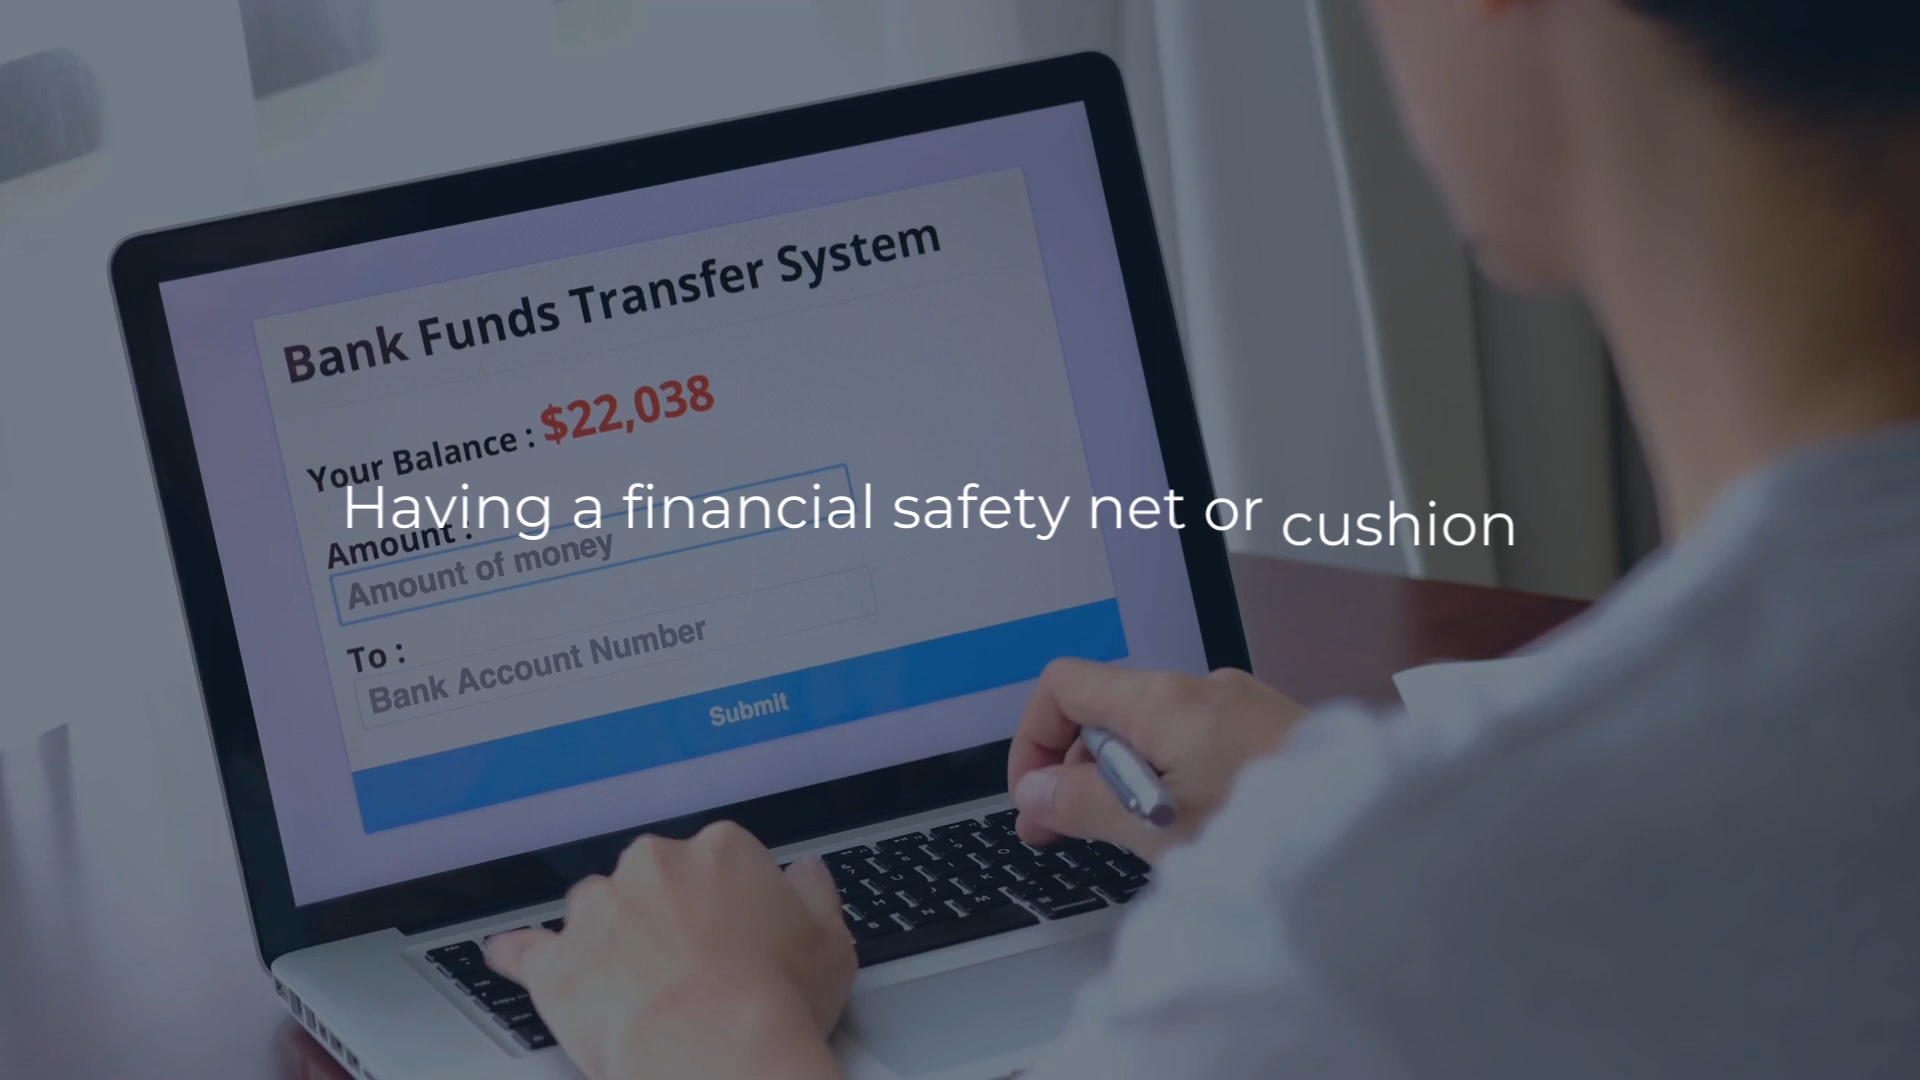 Bank Funds Transfer System
Your Balance : $22,038
Having a financial safety net or cushion
Amount :
Amount of money
To :
Bank Account Number
Submit